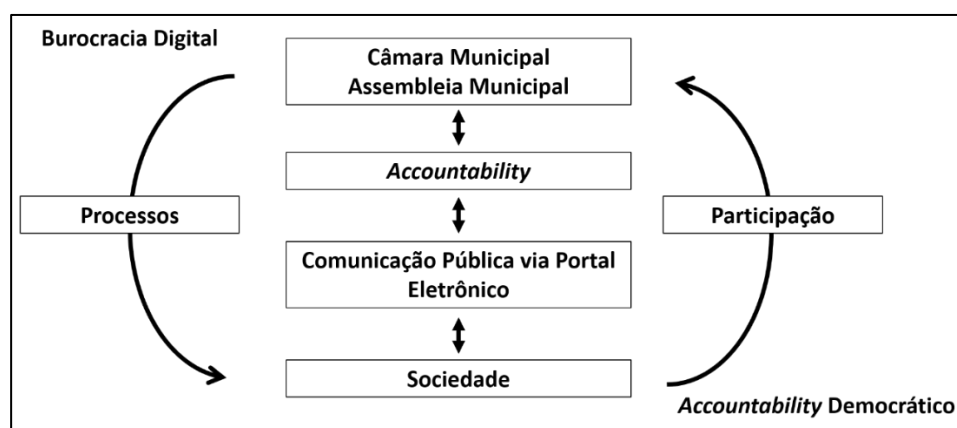 Burocracia Digital
Câmara Municipal
Assembleia Municipal
Accountability
Processos
Participação
Comunicação Pública via Portal
Eletrônico
Sociedade
Accountability Democrático